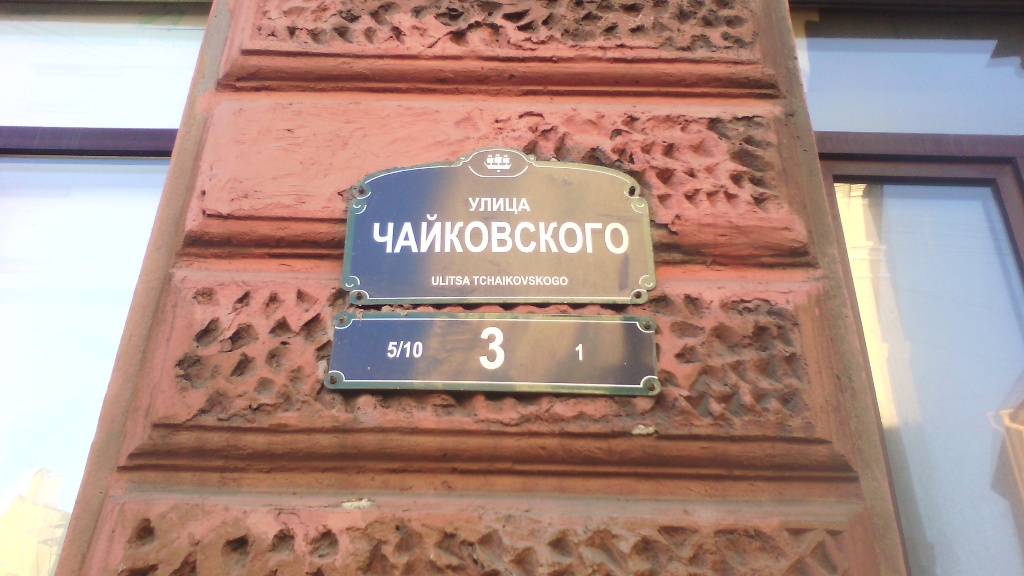 УЛИЦА
ЧАЙКОВСКОГО
ULITSA TCHAIKOVSKOGO
5/10 3 1